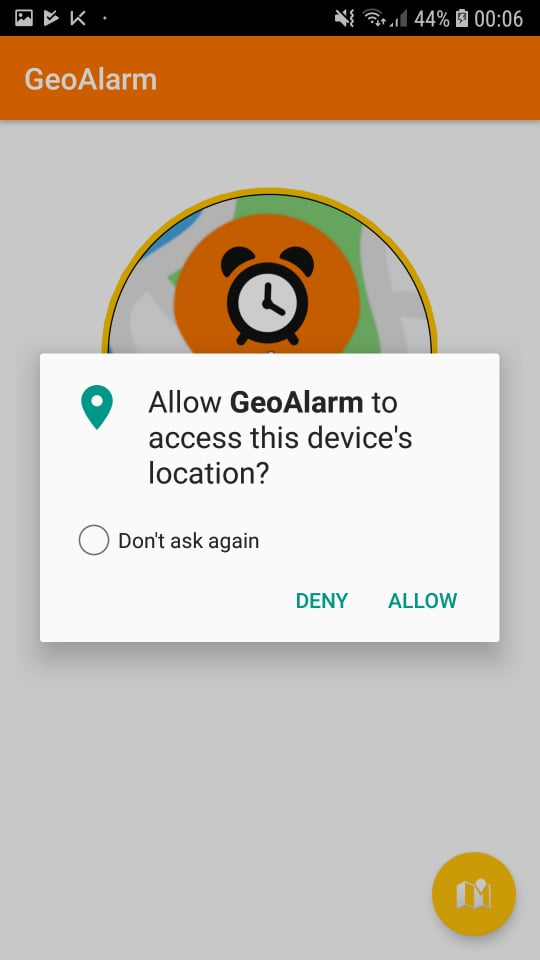 44% 00:06
GeoAlarm
Allow GeoAlarm to
access this device's
location?
Don't ask again
DENY ALLOW